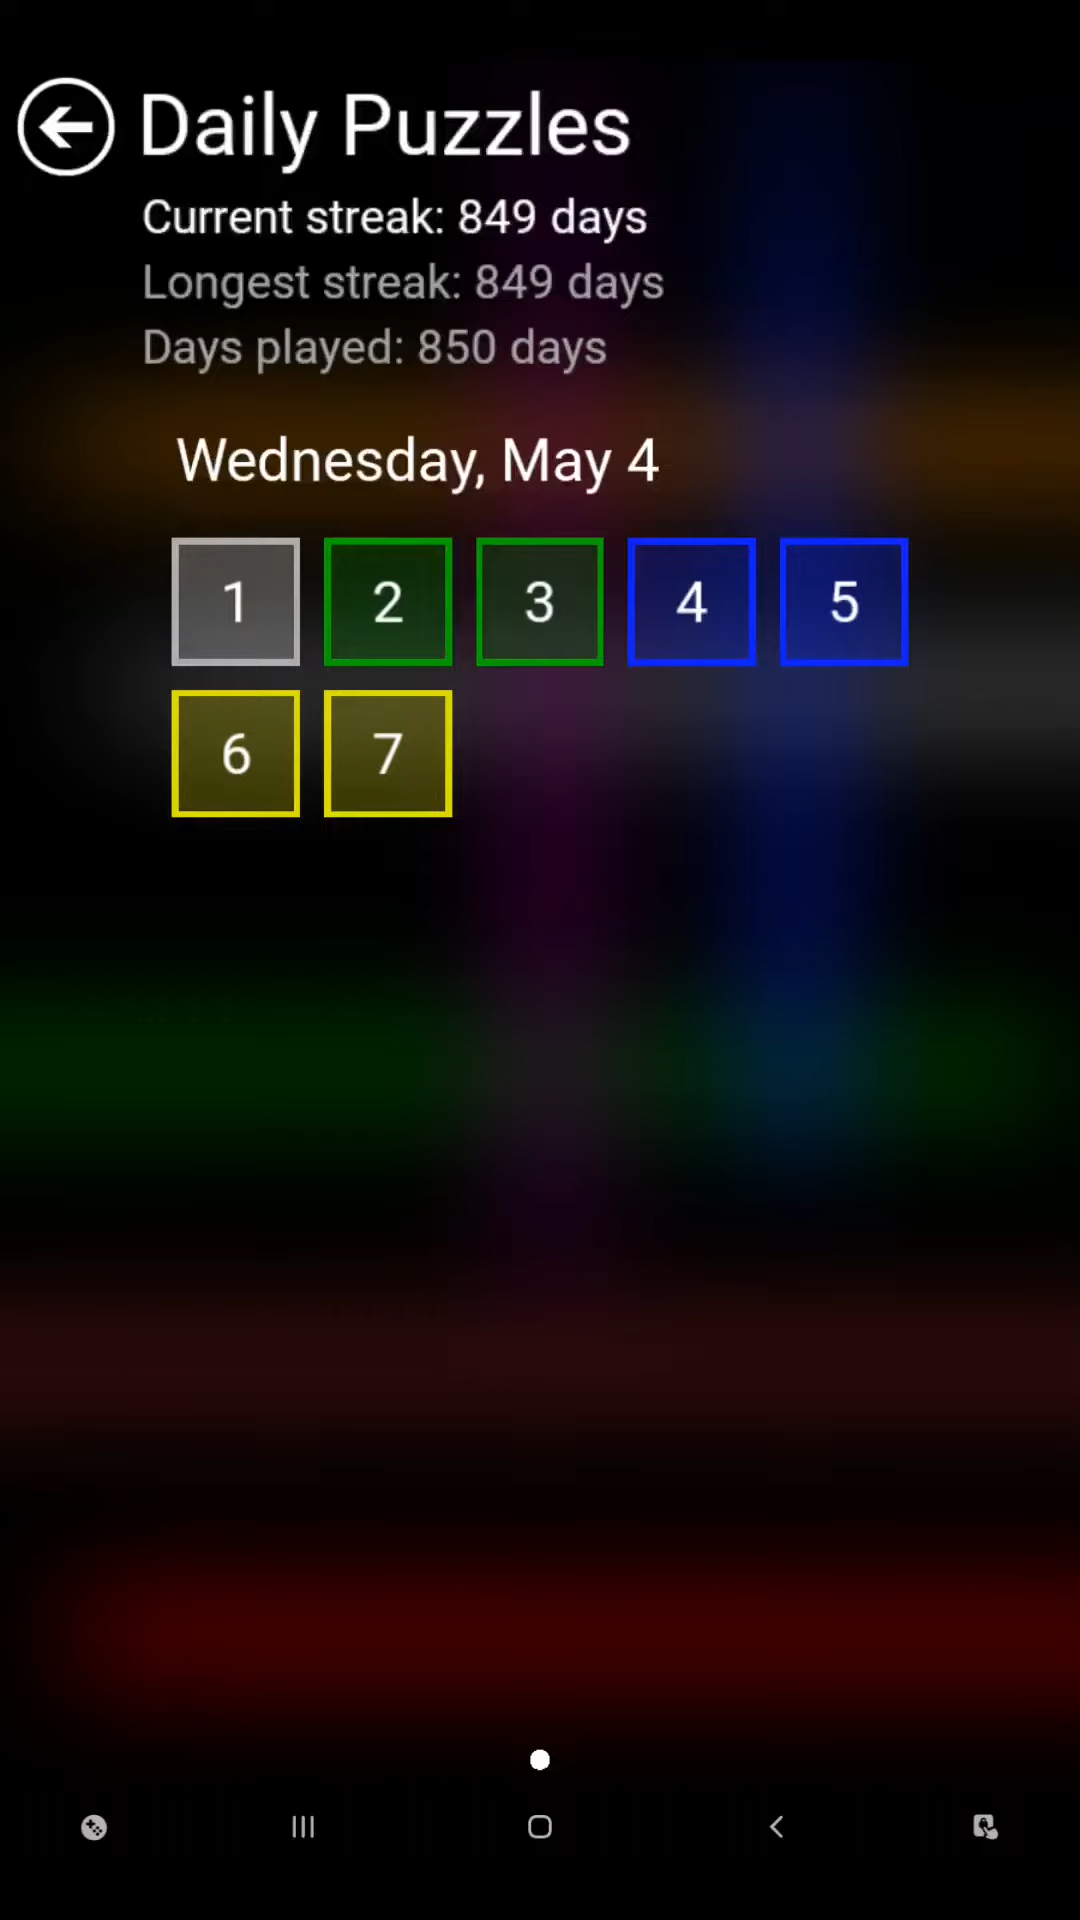 Daily Puzzles
Current streak: 849 days
Longest streak: 849 days
Days played: 850 days
Wednesday, May 4
1 2 3 4 5
6 7